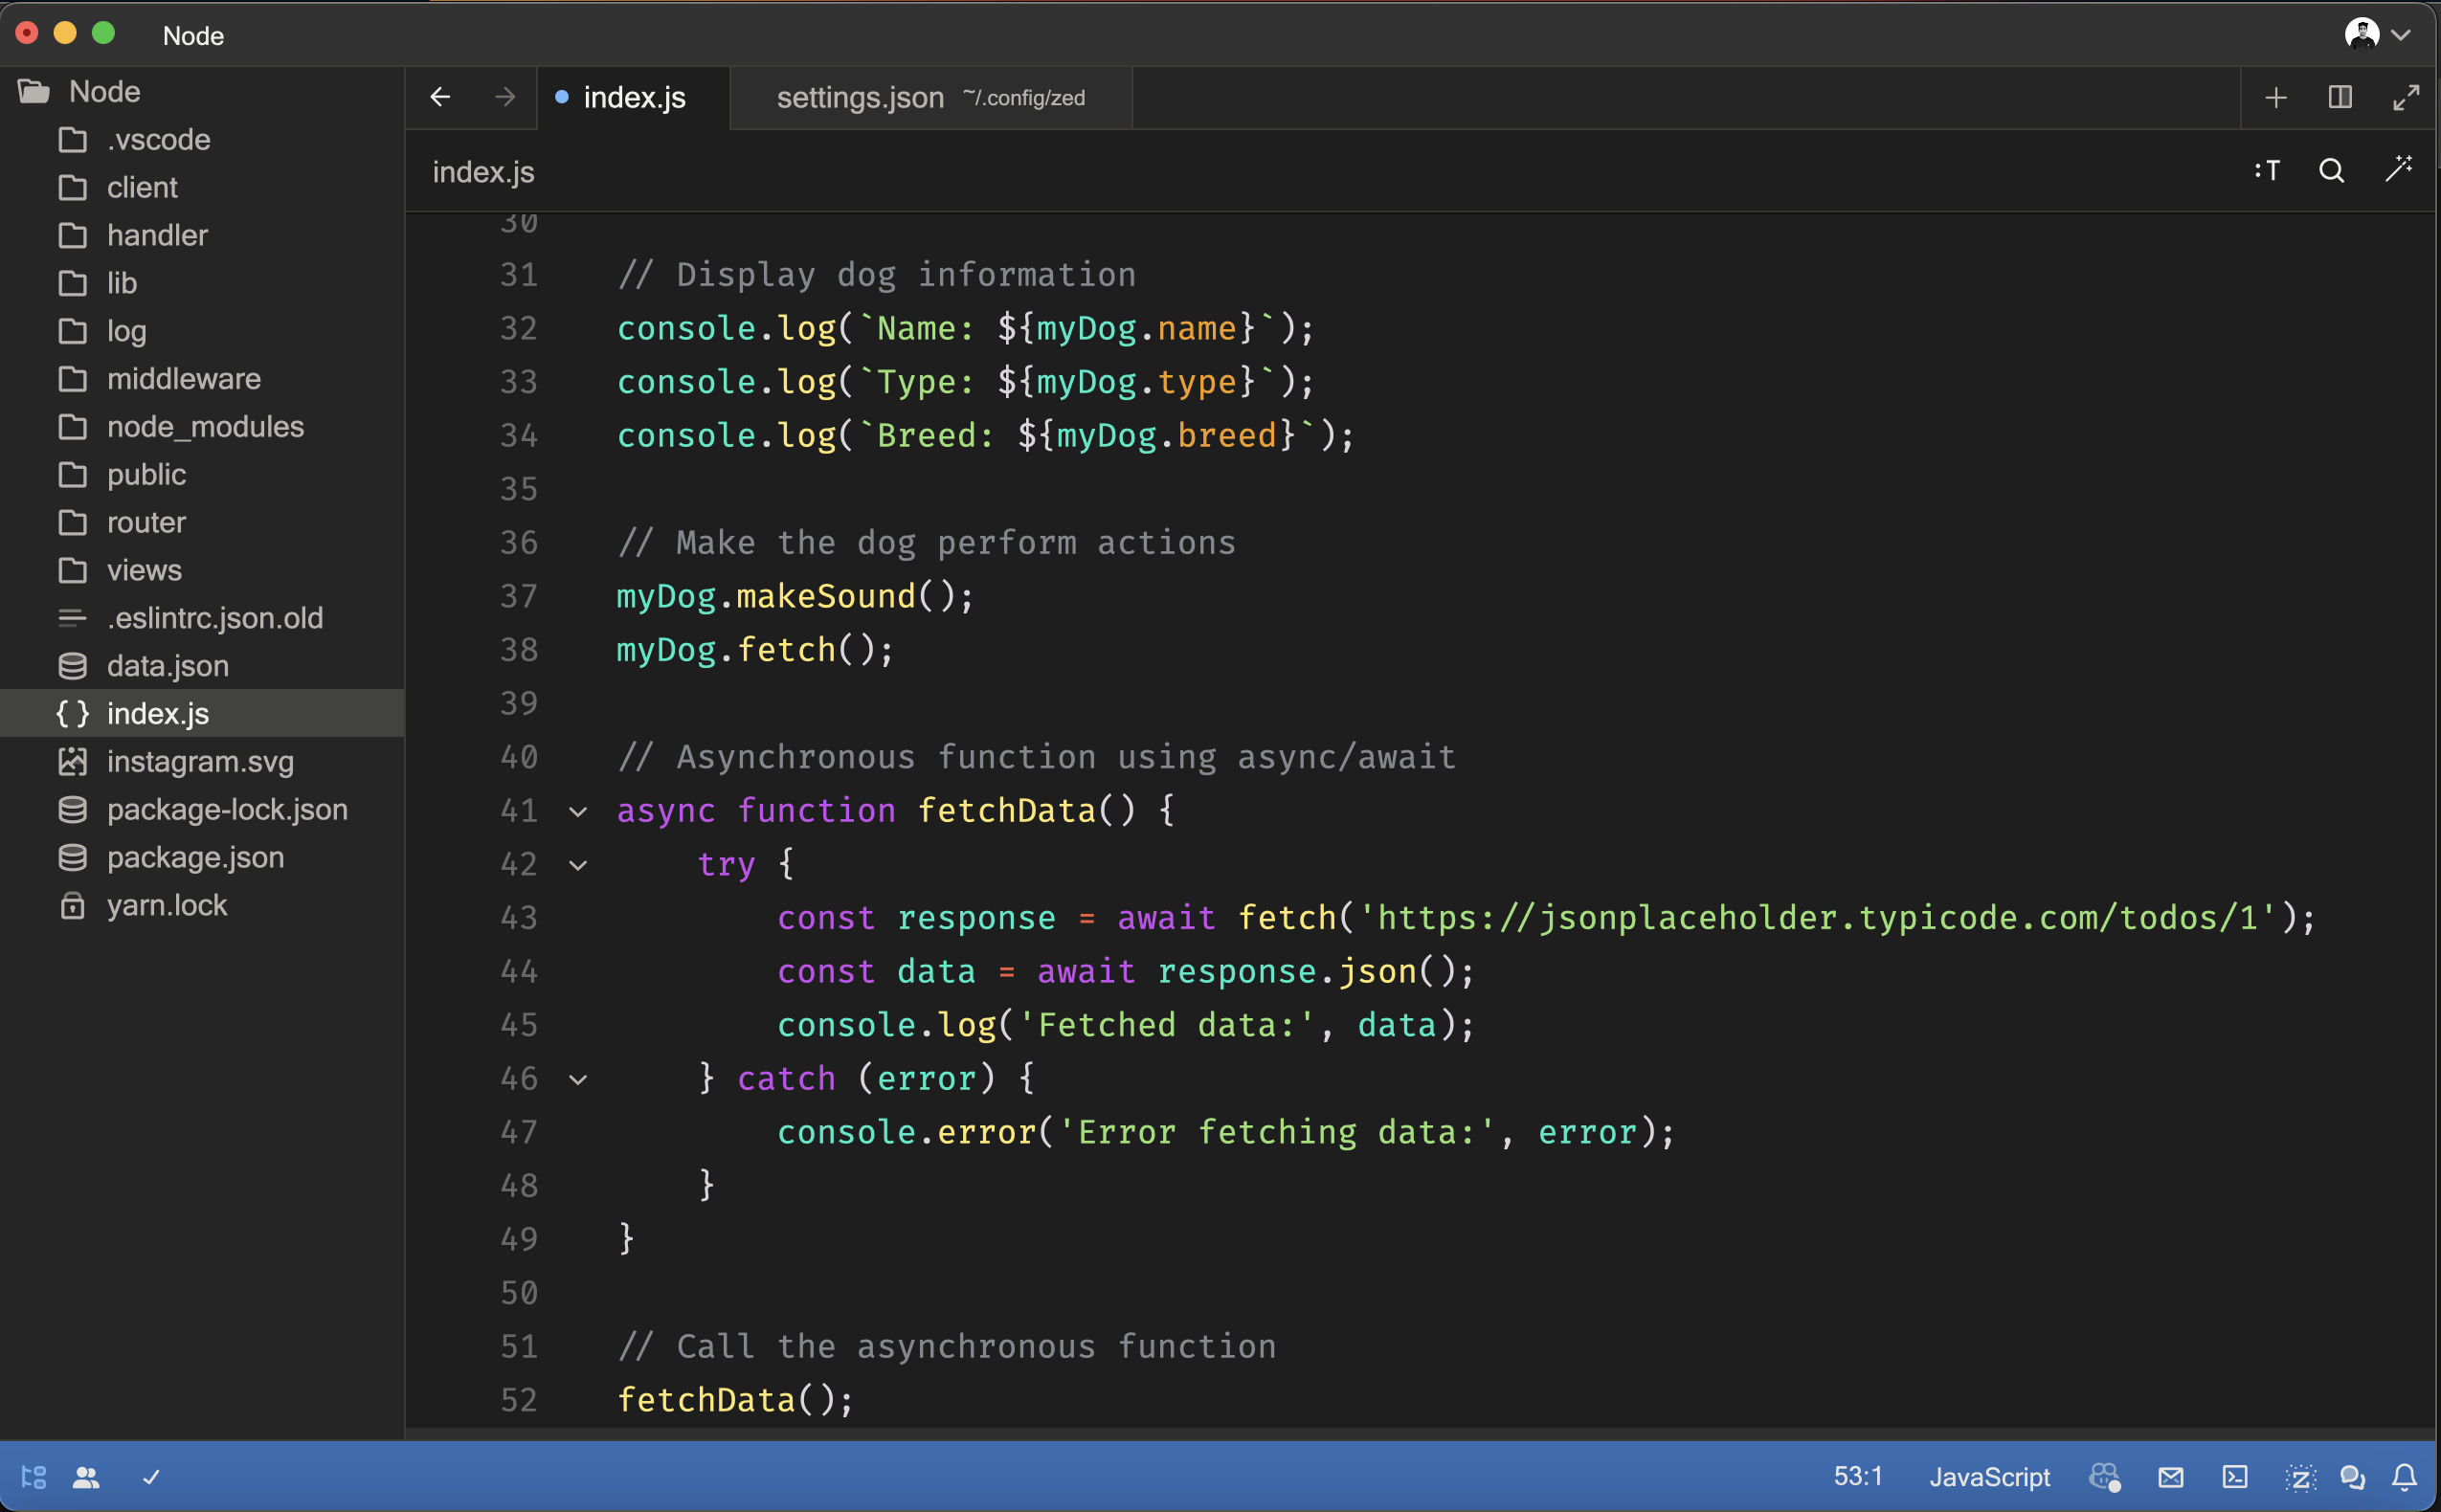 Node
Node
.vscode
client
handler
lib
log
middleware
node_modules
public
router
views
.eslintrc.json.old
data.json
index.js
instagram.svg
package-lock.json
package.json
yarn.lock
index.js
settings.json ~/.config/zed
index.js
:T
30
31 // Display dog information
32 console.log(`Name: ${myDog.name}`);
33 console.log(`Type: ${myDog.type}`);
34 console.log(`Breed: ${myDog.breed}`);
35
36 // Make the dog perform actions
37 myDog.makeSound();
38 myDog.fetch();
39
40 // Asynchronous function using async/await
41 async function fetchData() {
42     try {
43         const response = await fetch('https://jsonplaceholder.typicode.com/todos/1');
44         const data = await response.json();
45         console.log('Fetched data:', data);
46     } catch (error) {
47         console.error('Error fetching data:', error);
48     }
49 }
50
51 // Call the asynchronous function
52 fetchData();
53:1 JavaScript